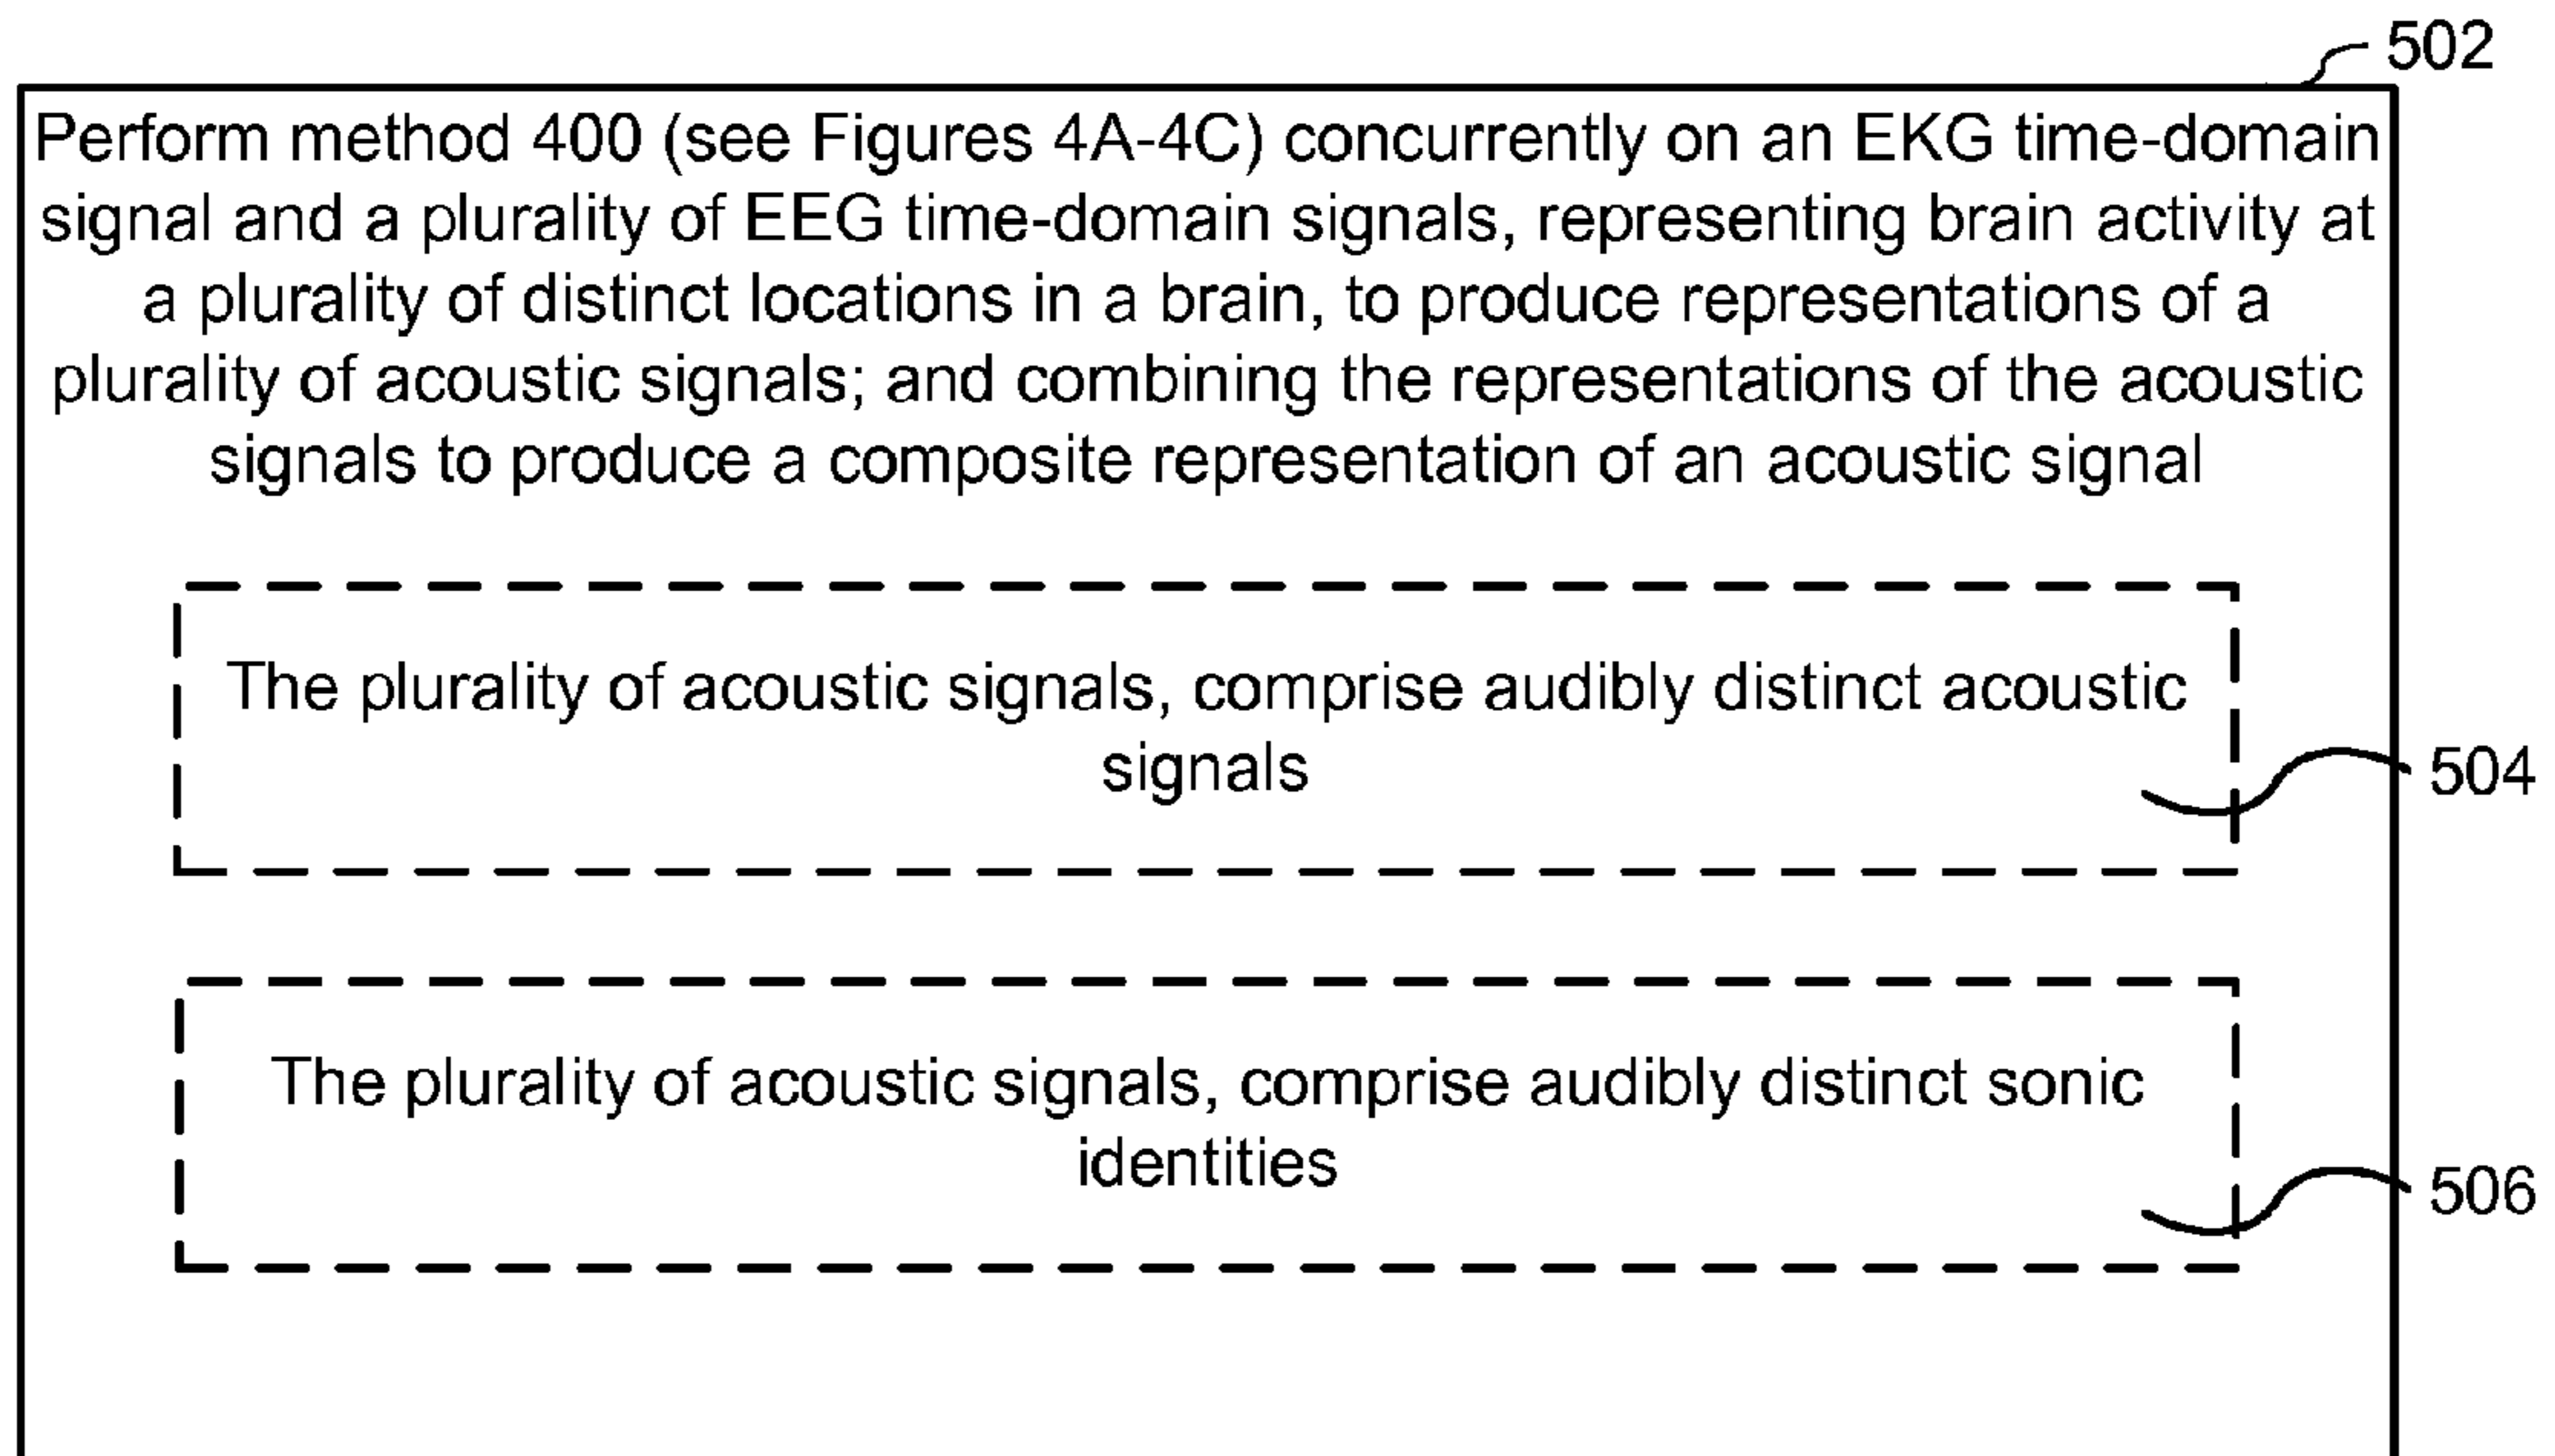 502
Perform method 400 (see Figures 4A-4C) concurrently on an EKG time-domain
signal and a plurality of EEG time-domain signals, representing brain activity at
a plurality of distinct locations in a brain, to produce representations of a
plurality of acoustic signals; and combining the representations of the acoustic
signals to produce a composite representation of an acoustic signal
The plurality of acoustic signals, comprise audibly distinct acoustic
signals
504
The plurality of acoustic signals, comprise audibly distinct sonic
identities
506